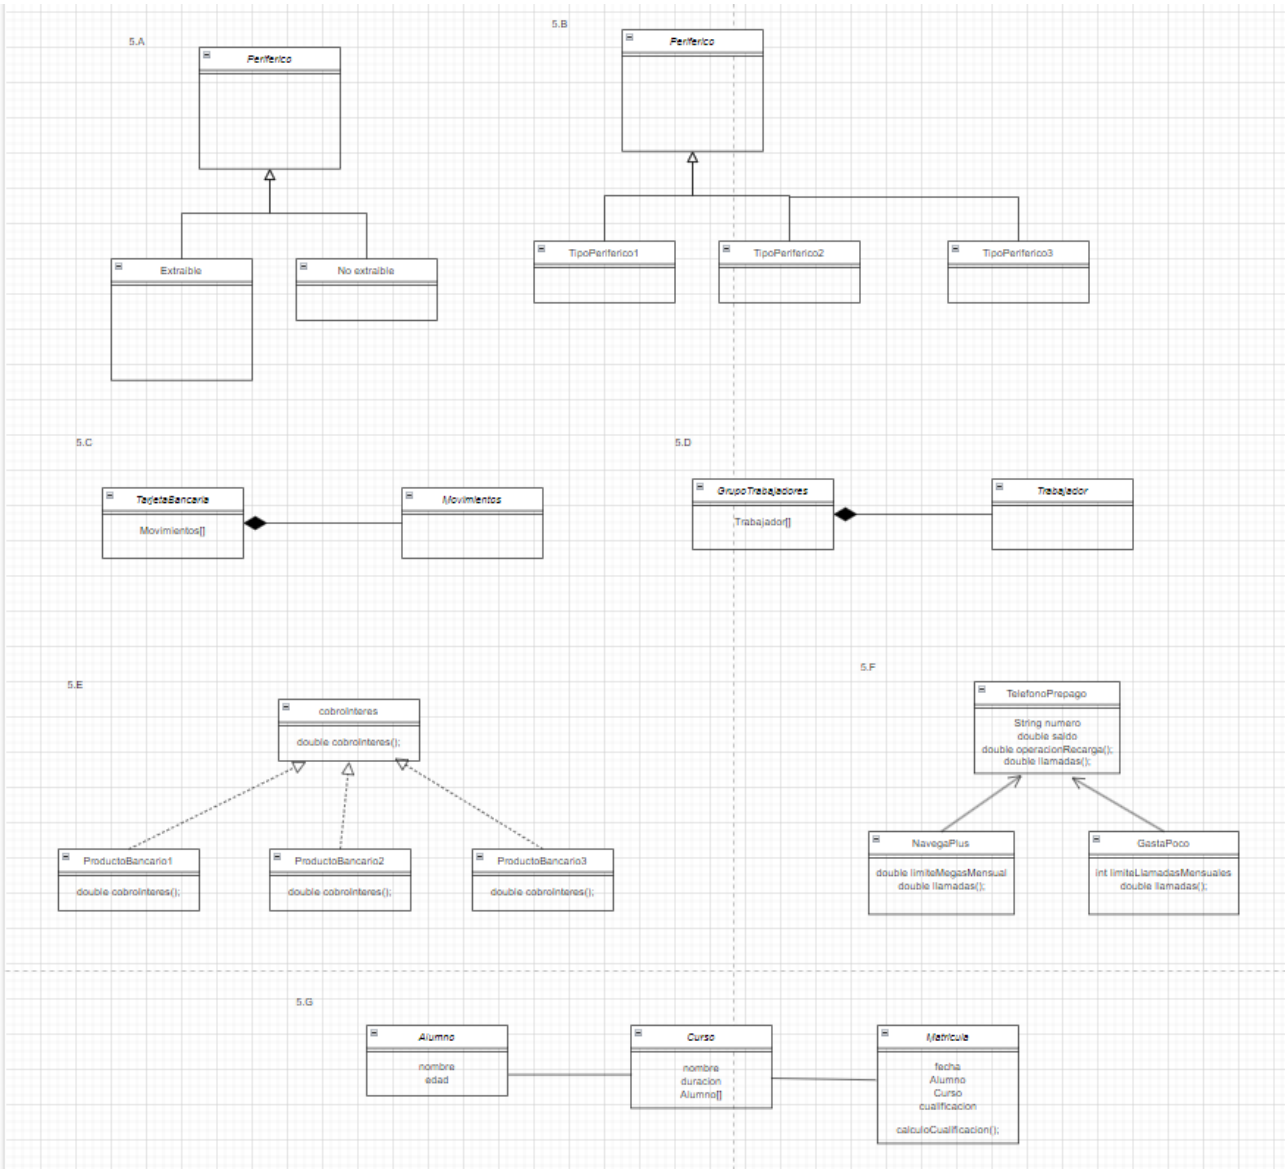 5.A
Periferico
Extraible
No extraible
5.B
Periferico
TipoPeriferico1
TipoPeriferico2
TipoPeriferico3
5.C
TarjetaBancaria
Movimientos[]
Movimientos
5.D
GrupoTrabajadores
Trabajador[]
Trabajador
5.E
cobroInteres
double cobroInteres();
ProductoBancario1
double cobroInteres();
ProductoBancario2
double cobroInteres();
ProductoBancario3
double cobroInteres();
5.F
TelefonoPrepago
String numero
double saldo
double operacionRecarga();
double llamadas();
NavegaPlus
double limiteMegasMensual
double llamadas();
GastaPoco
int limiteLlamadasMensuales
double llamadas();
5.G
Alumno
nombre
edad
Curso
nombre
duracion
Alumno[]
Matricula
fecha
Alumno
Curso
cualificacion
calculoCualificacion();